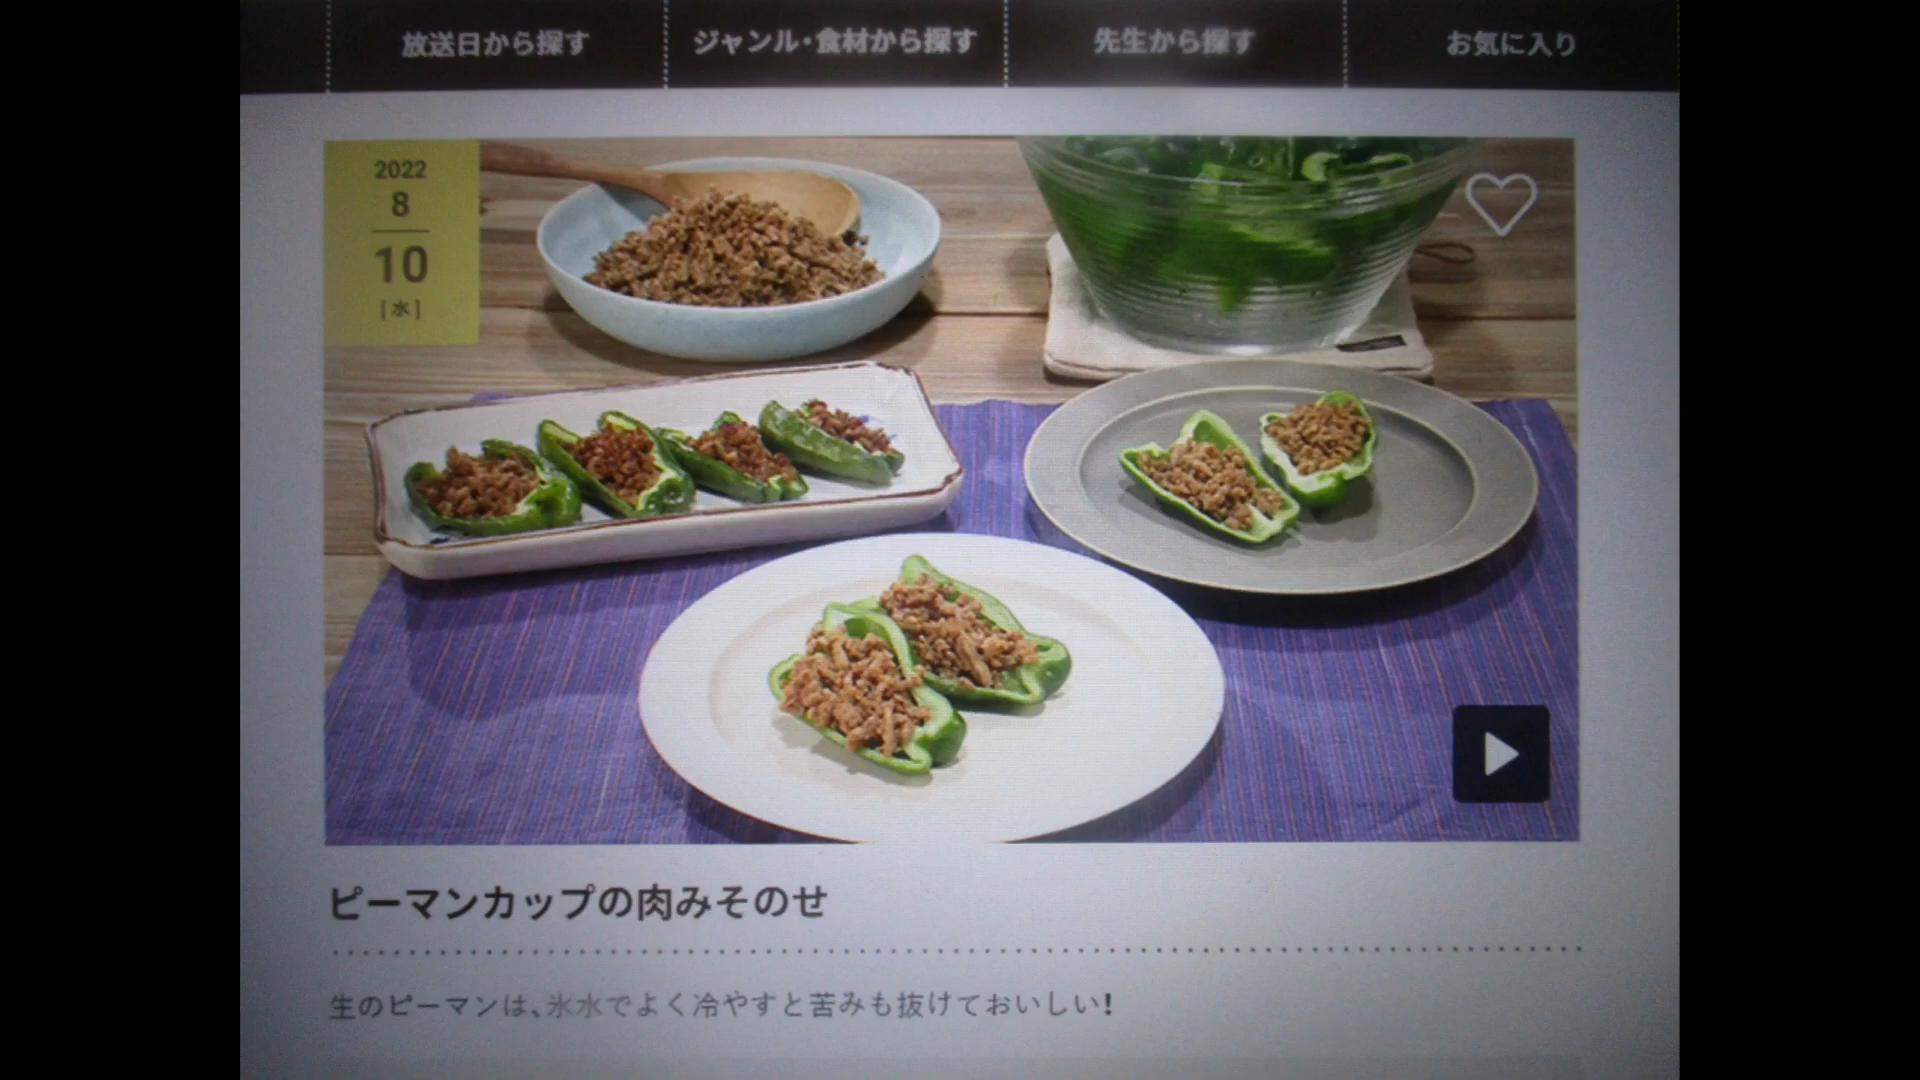 放送日から探す
ジャンル・食材から探す
先生から探す
お気に入り
2022
8
10
[水]
ピーマンカップの肉みそのせ
生のピーマンは、氷水でよく冷やすと苦みも抜けておいしい!